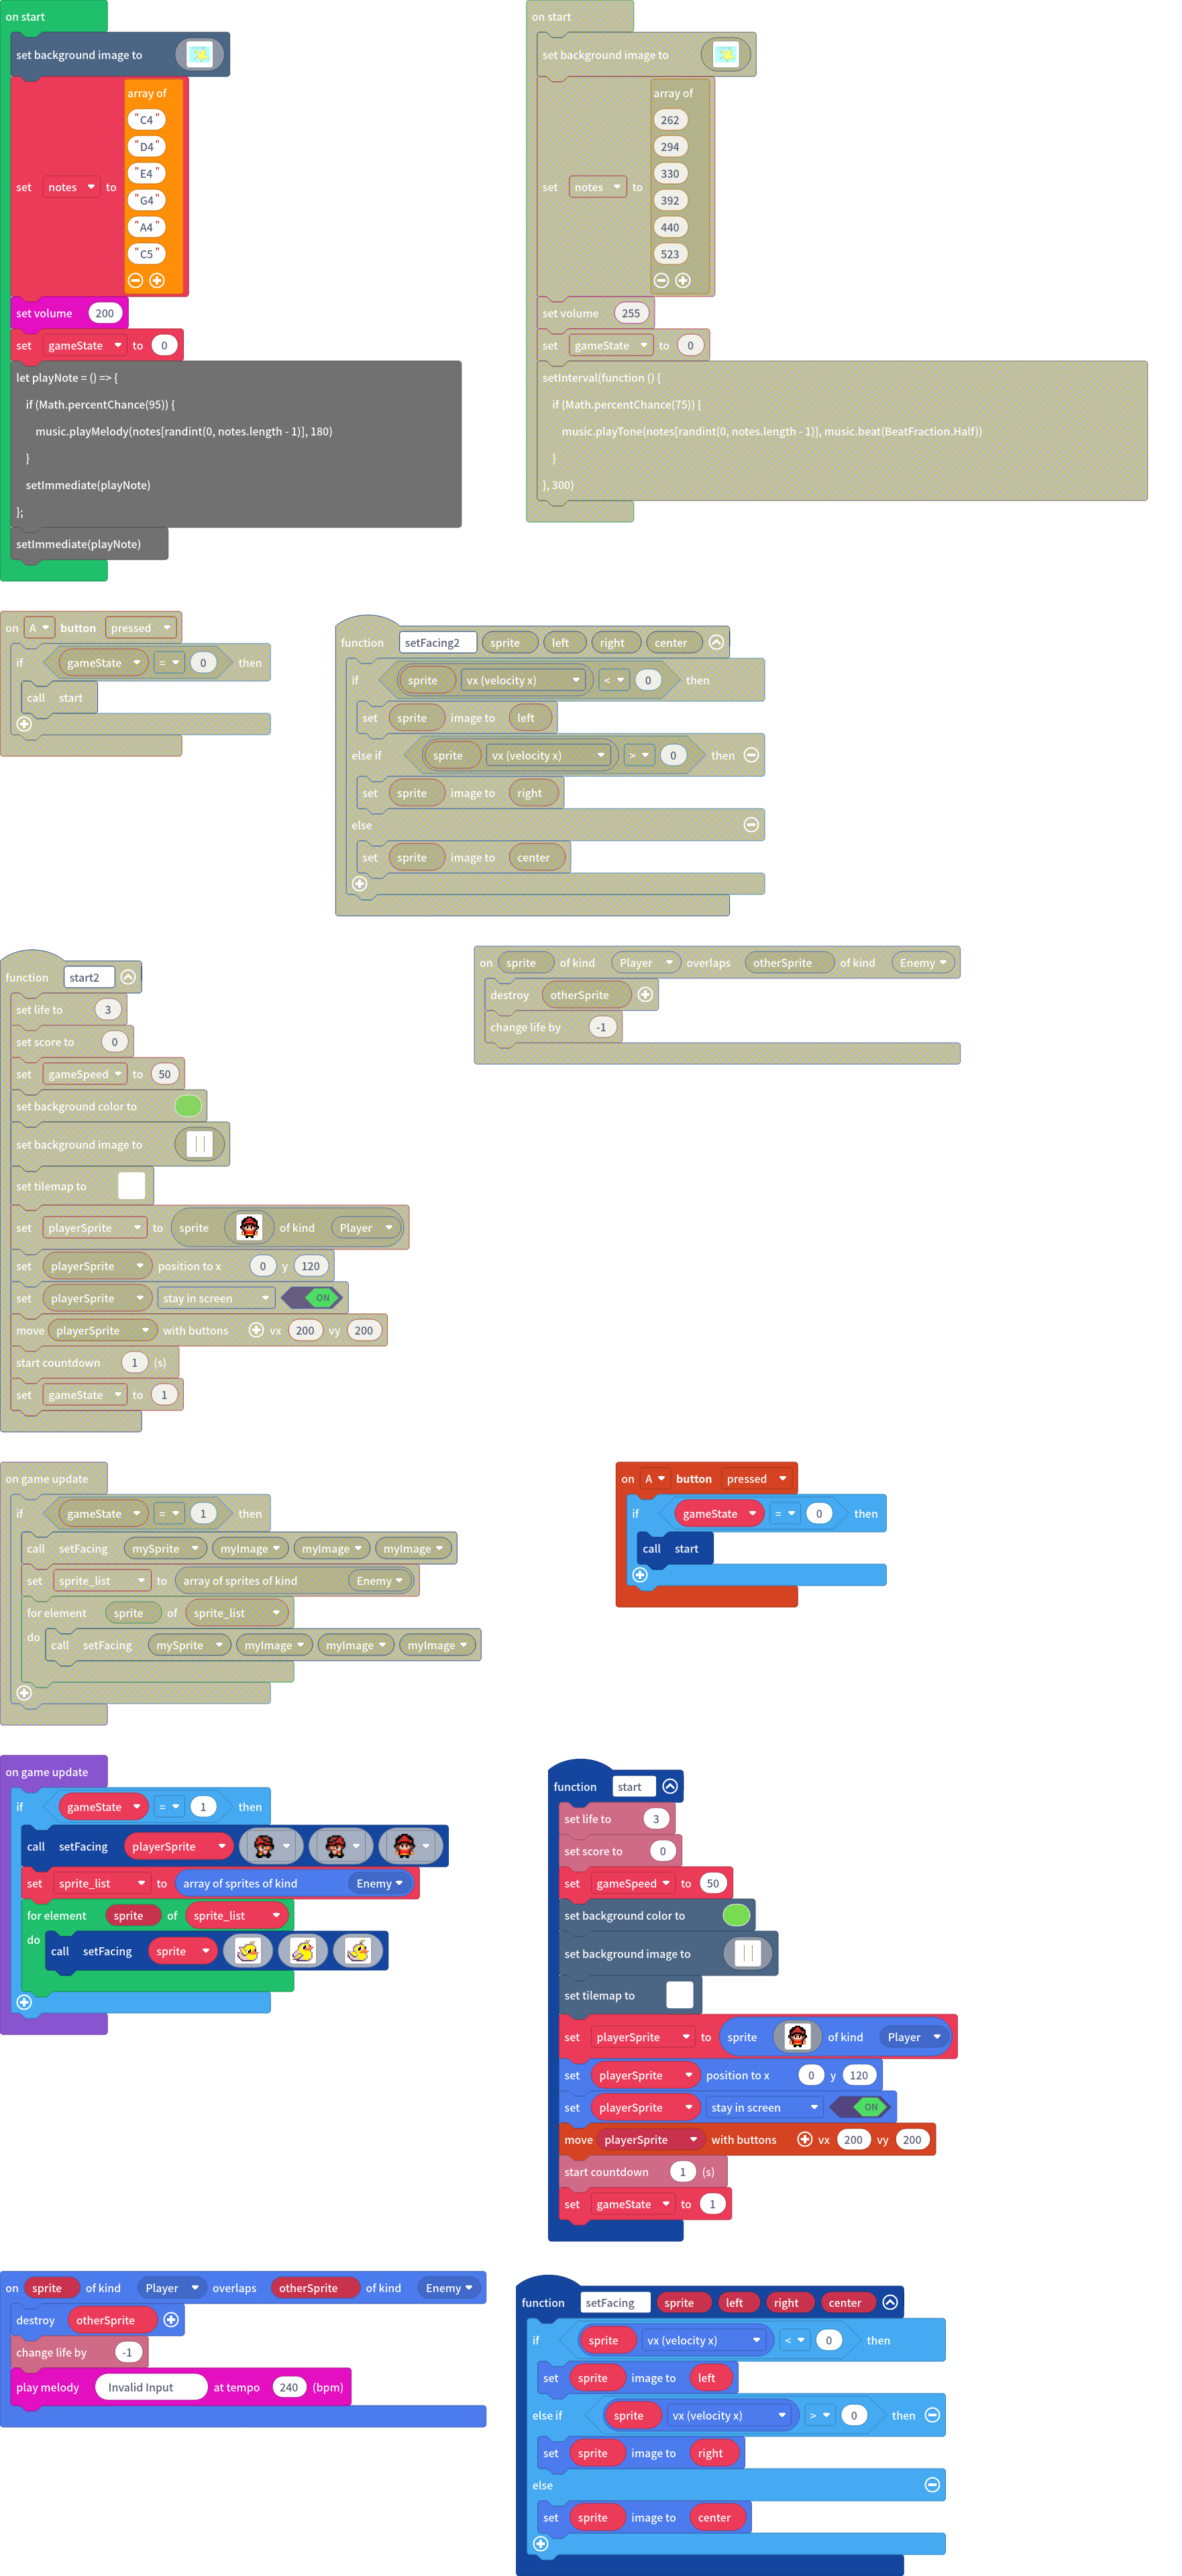 on start
set background image to
set notes to array of
"C4"
"D4"
"E4"
"G4"
"A4"
"C5"
set volume 200
set gameState to 0
let playNote = () => {
if (Math.percentChance(95)) {
music.playMelody(notes[randint(0, notes.length - 1)], 180)
}
setImmediate(playNote)
};
setImmediate(playNote)
on start
set background image to
set notes to array of
262
294
330
392
440
523
set volume 255
set gameState to 0
setInterval(function () {
if (Math.percentChance(75)) {
music.playTone(notes[randint(0, notes.length - 1)], music.beat(BeatFraction.Half))
}
}, 300)
on A button pressed
if gameState = 0 then
call start
function setFacing2 sprite left right center
if sprite vx (velocity x) < 0 then
set sprite image to left
else if sprite vx (velocity x) > 0 then
set sprite image to right
else
set sprite image to center
function start2
set life to 3
set score to 0
set gameSpeed to 50
set background color to
set background image to
set tilemap to
set playerSprite to sprite of kind Player
set playerSprite position to x 0 y 120
set playerSprite stay in screen ON
move playerSprite with buttons vx 200 vy 200
start countdown 1 (s)
set gameState to 1
on sprite of kind Player overlaps otherSprite of kind Enemy
destroy otherSprite
change life by -1
on game update
if gameState = 1 then
call setFacing mySprite myImage myImage myImage
set sprite_list to array of sprites of kind Enemy
for element sprite of sprite_list
do call setFacing mySprite myImage myImage myImage
on A button pressed
if gameState = 0 then
call start
on game update
if gameState = 1 then
call setFacing playerSprite
set sprite_list to array of sprites of kind Enemy
for element sprite of sprite_list
do call setFacing sprite
function start
set life to 3
set score to 0
set gameSpeed to 50
set background color to
set background image to
set tilemap to
set playerSprite to sprite of kind Player
set playerSprite position to x 0 y 120
set playerSprite stay in screen ON
move playerSprite with buttons vx 200 vy 200
start countdown 1 (s)
set gameState to 1
on sprite of kind Player overlaps otherSprite of kind Enemy
destroy otherSprite
change life by -1
play melody Invalid Input at tempo 240 (bpm)
function setFacing sprite left right center
if sprite vx (velocity x) < 0 then
set sprite image to left
else if sprite vx (velocity x) > 0 then
set sprite image to right
else
set sprite image to center